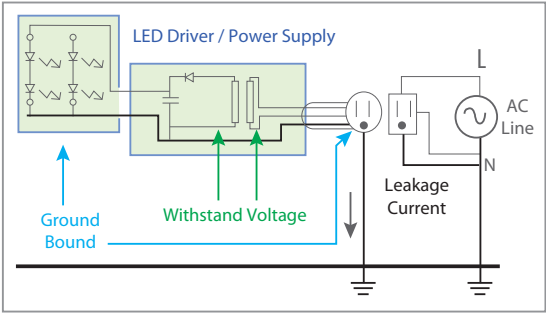 LED Driver / Power Supply
L
AC
Line
N
Leakage
Current
Withstand Voltage
Ground
Bound